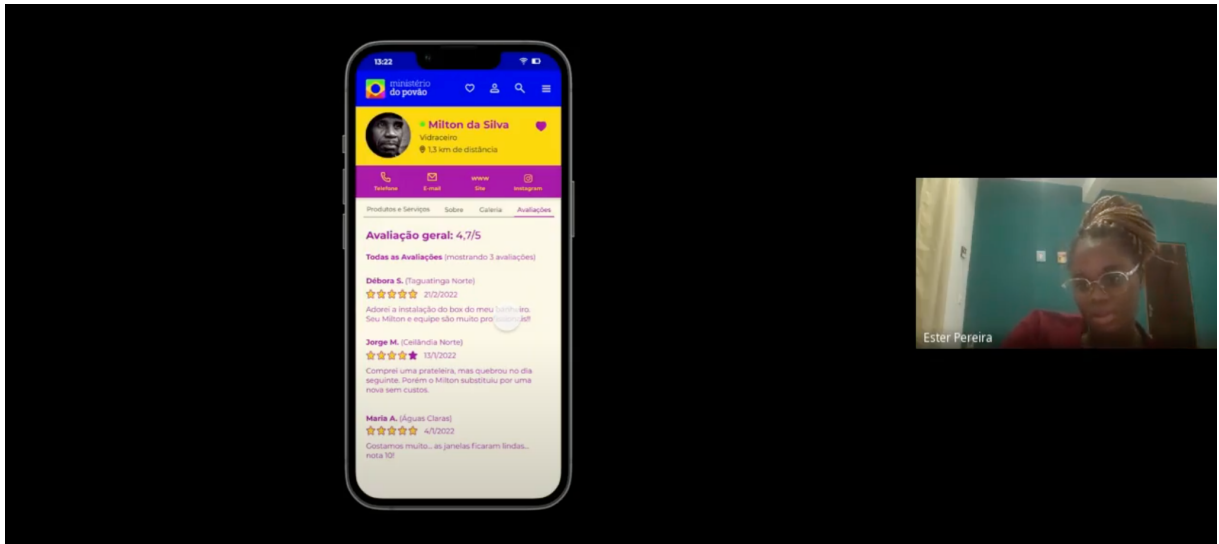 13:22
ministério
do povão
Milton da Silva
Vidraceiro
1.3 km de distância
Telefone E-mail www Site Instagram
Produtos e Serviços Sobre Galeria Avaliações
Avaliação geral: 4,7/5
Todas as Avaliações (mostrando 3 avaliações)
Débora S. (Taguatinga Norte)
21/2/2022
Adorei a instalação do box do meu banheiro.
Seu Milton e equipe são muito profissionais!!
Jorge M. (Ceilândia Norte)
13/1/2022
Comprei uma prateleira, mas quebrou no dia
seguinte. Porém o Milton substituiu por uma
nova sem custos.
Maria A. (Águas Claras)
4/1/2022
Gostamos muito... as janelas ficaram lindas...
nota 10!
Ester Pereira